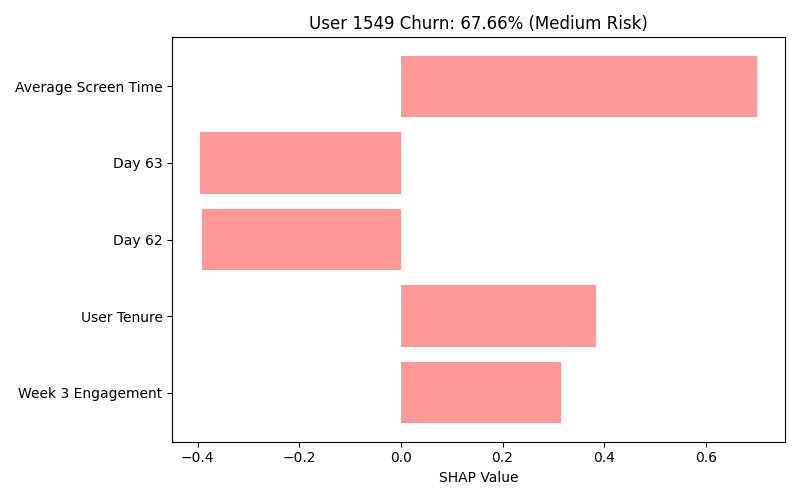 User 1549 Churn: 67.66% (Medium Risk)
Average Screen Time
Day 63
Day 62
User Tenure
Week 3 Engagement
−0.4 −0.2 0.0 0.2 0.4 0.6
SHAP Value